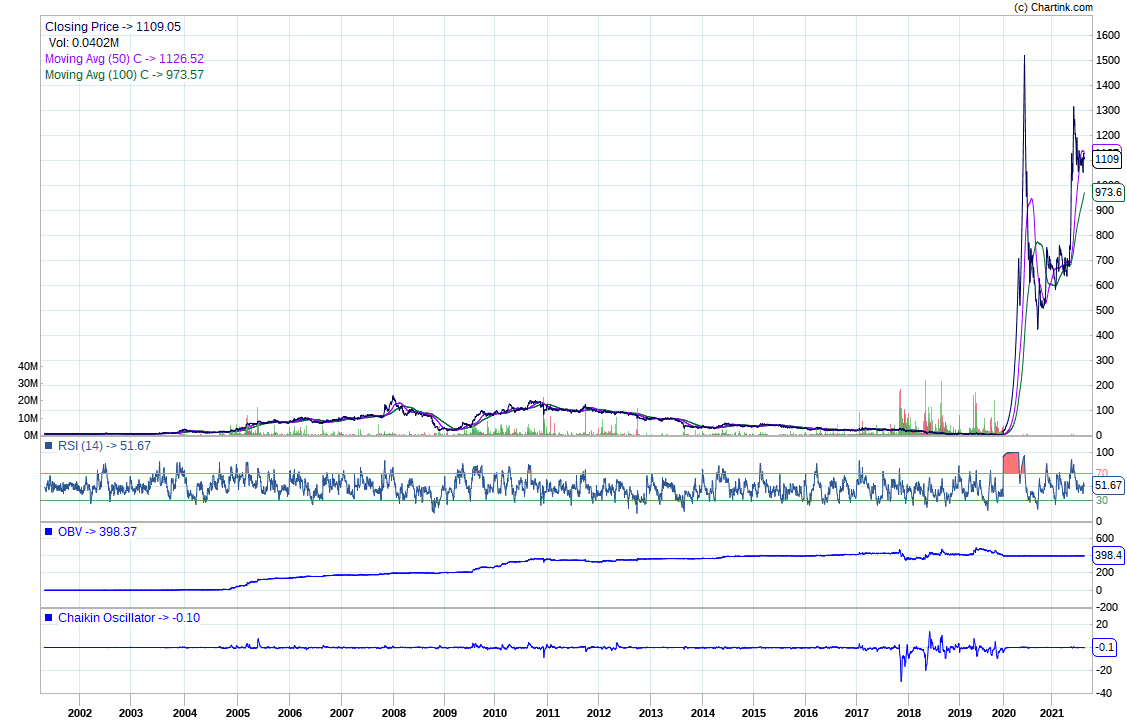 (c) Chartink.com
Closing Price -> 1109.05
Vol: 0.0402M
Moving Avg (50) C -> 1126.52
Moving Avg (100) C -> 973.57
1600
1500
1400
1300
1200
1109
1000
973.6
900
800
700
600
500
400
300
200
100
0
40M
30M
20M
10M
0M
RSI (14) -> 51.67
100
70
51.67
30
0
OBV -> 398.37
600
398.4
200
0
-200
Chaikin Oscillator -> -0.10
20
-0.1
-20
-40
2002 2003 2004 2005 2006 2007 2008 2009 2010 2011 2012 2013 2014 2015 2016 2017 2018 2019 2020 2021